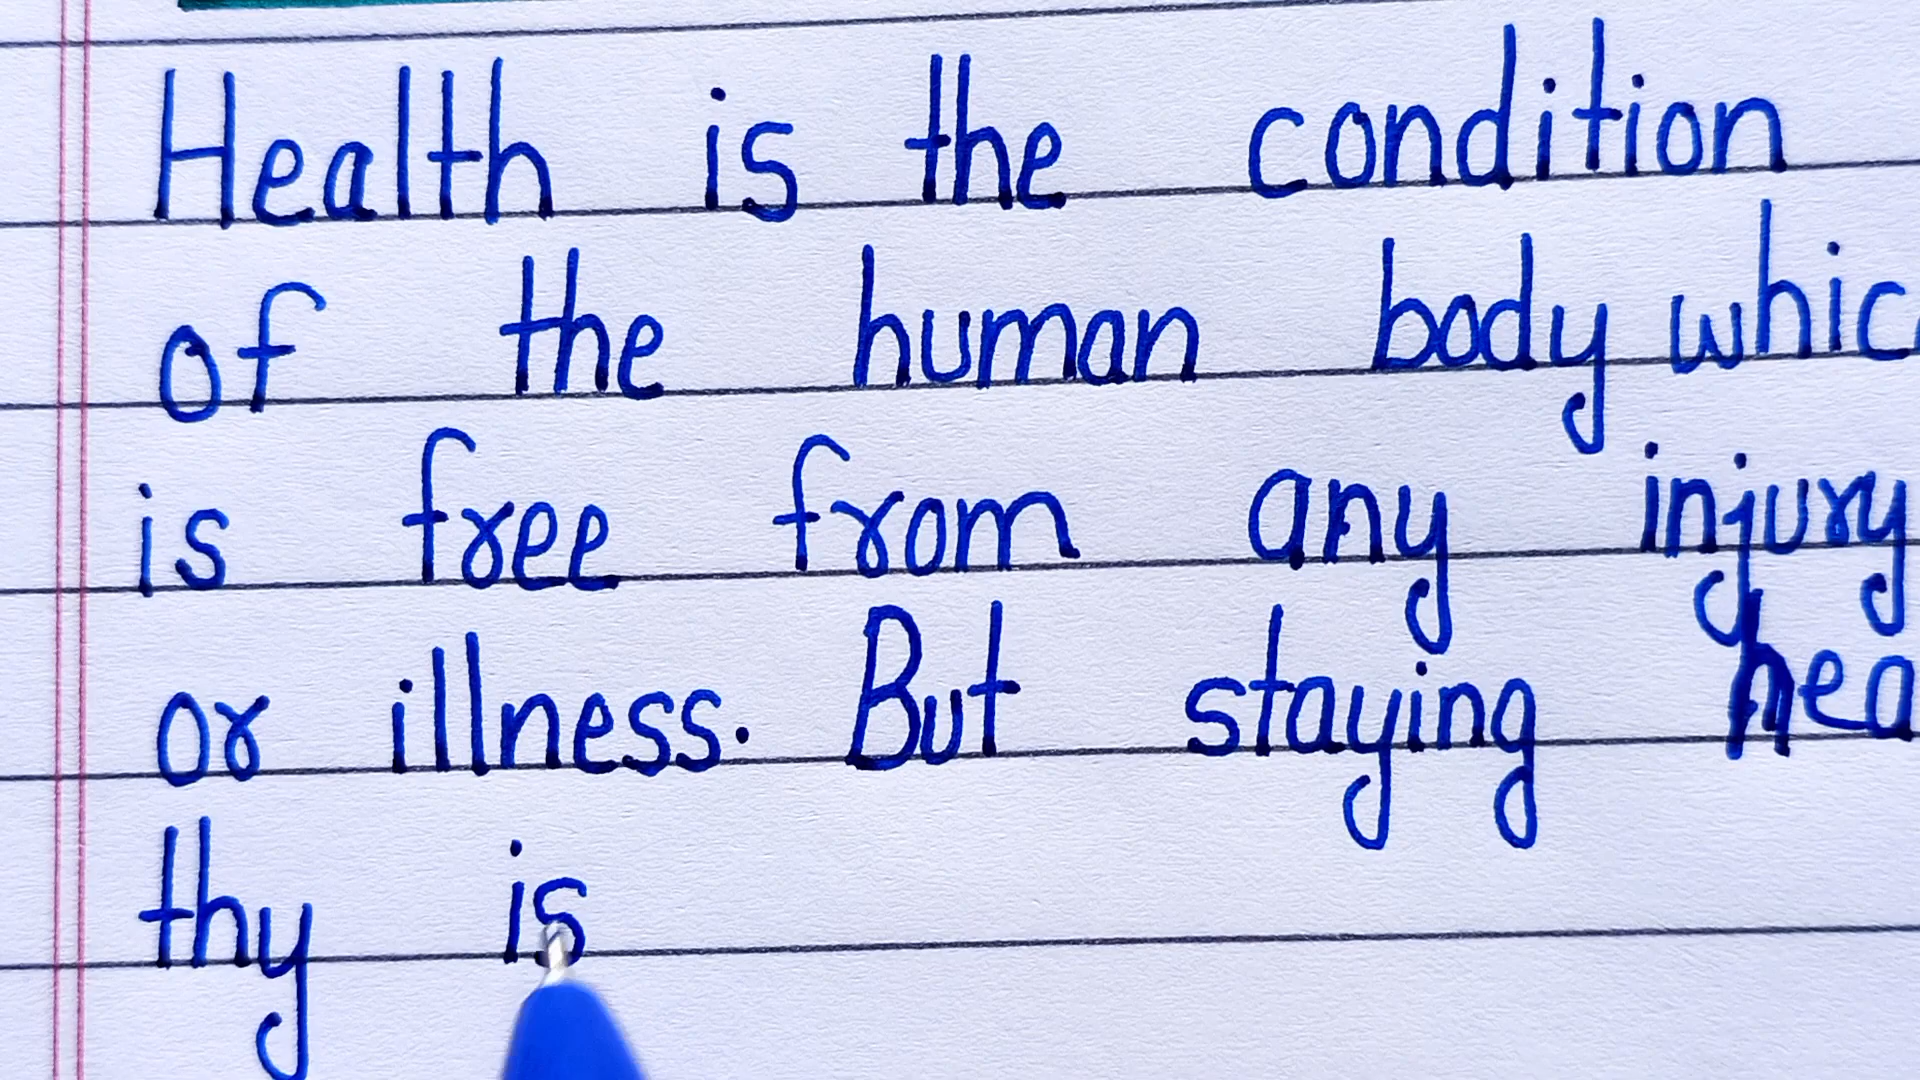 Health is the condition
of the human body whic
is free from any injury
or illness. But staying hea
thy is